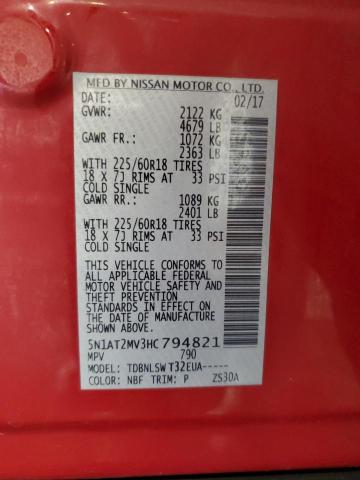 MFD BY NISSAN MOTOR CO., LTD.
DATE: 02/17
GVWR: 2122 KG
4679 LB
GAWR FR.: 1072 KG
2363 LB
WITH 225/60R18 TIRES
18 X 7J RIMS AT 33 PSI
COLD SINGLE
GAWR RR.: 1089 KG
2401 LB
WITH 225/60R18 TIRES
18 X 7J RIMS AT 33 PSI
COLD SINGLE
THIS VEHICLE CONFORMS TO
ALL APPLICABLE FEDERAL
MOTOR VEHICLE SAFETY AND
THEFT PREVENTION
STANDARDS IN EFFECT ON
THE DATE OF MANUFACTURE
SHOWN ABOVE.
5N1AT2MV3HC794821
MPV 790
MODEL: TDBNLSW T32EUA-----
COLOR: NBF TRIM: P ZS30A